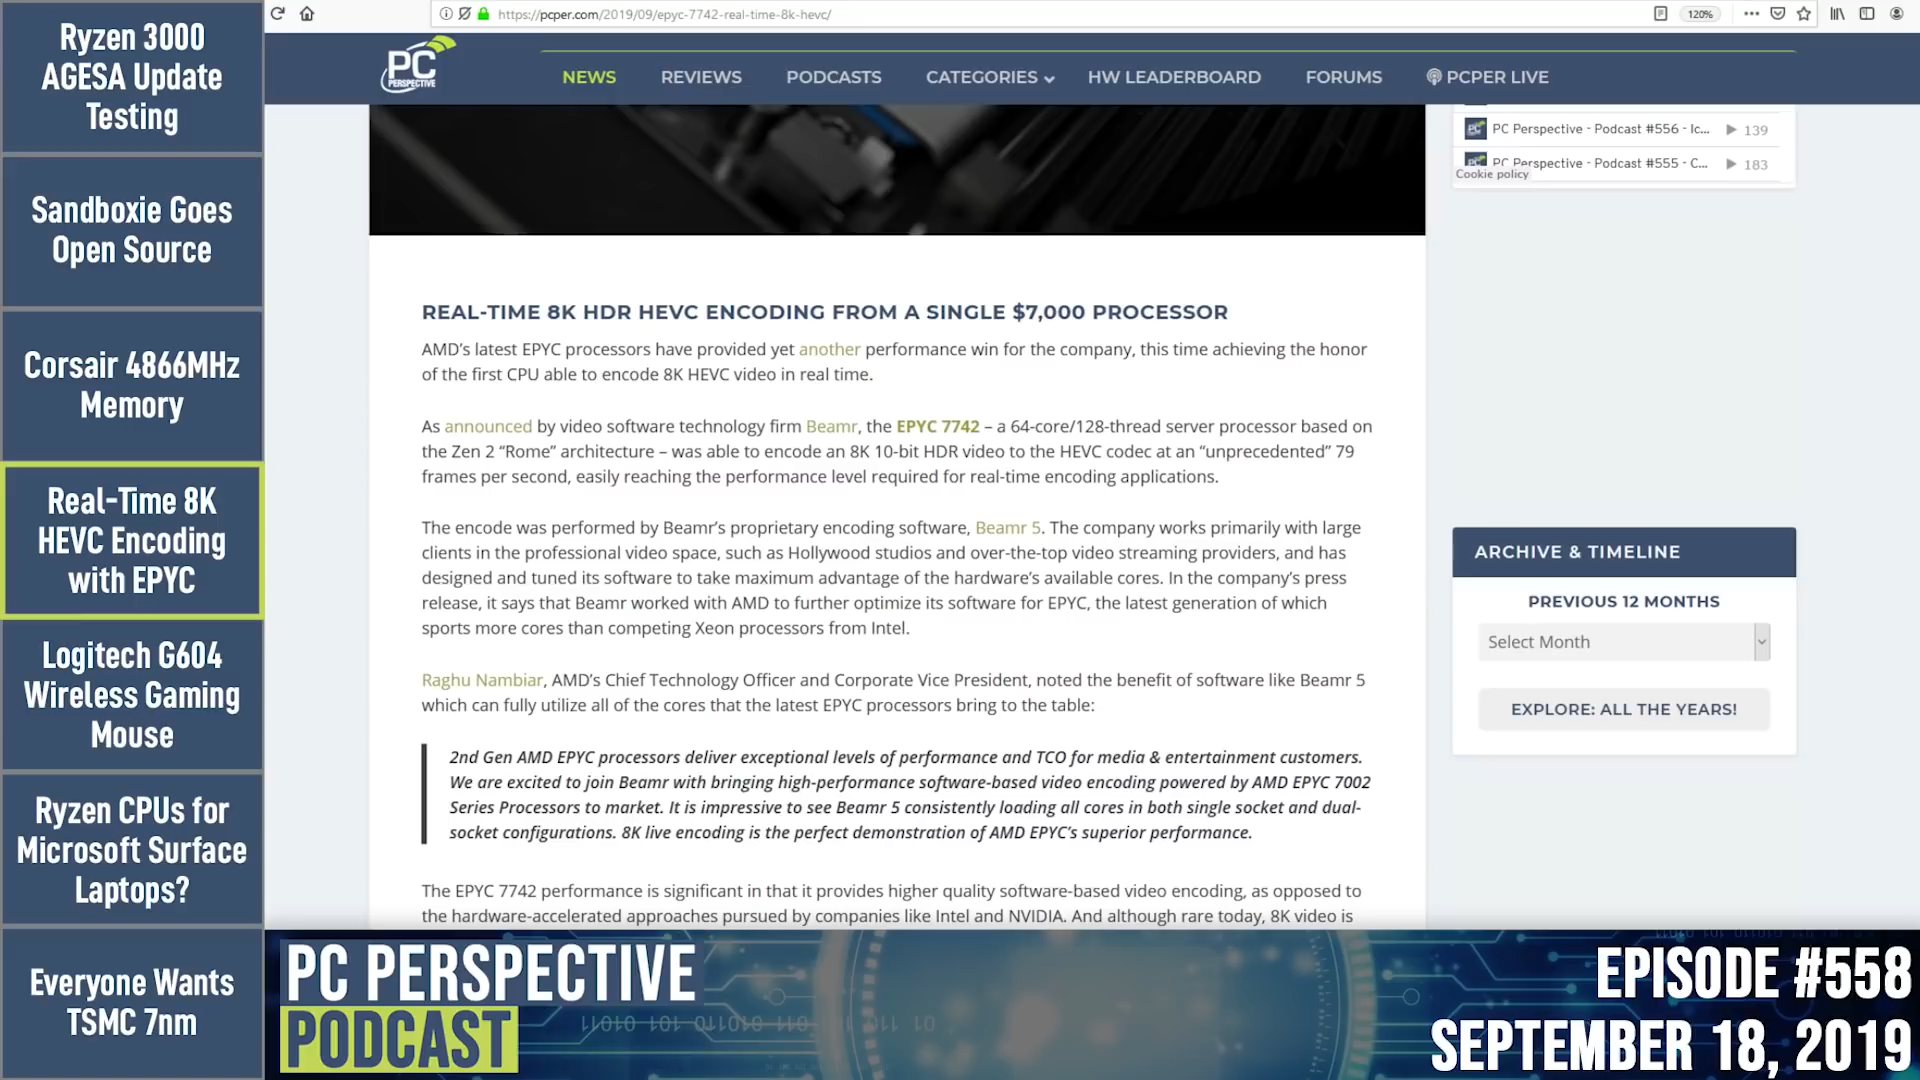 Ryzen 3000
AGESA Update
Testing
Sandboxie Goes
Open Source
Corsair 4866MHz
Memory
Real-Time 8K
HEVC Encoding
with EPYC
Logitech G604
Wireless Gaming
Mouse
Ryzen CPUs for
Microsoft Surface
Laptops?
Everyone Wants
TSMC 7nm
https://pcper.com/2019/09/epyc-7742-real-time-8k-hevc/
120%
PC
PERSPECTIVE
NEWS REVIEWS PODCASTS CATEGORIES HW LEADERBOARD FORUMS PCPER LIVE
REAL-TIME 8K HDR HEVC ENCODING FROM A SINGLE $7,000 PROCESSOR
AMD's latest EPYC processors have provided yet another performance win for the company, this time achieving the honor
of the first CPU able to encode 8K HEVC video in real time.
As announced by video software technology firm Beamr, the EPYC 7742 – a 64-core/128-thread server processor based on
the Zen 2 “Rome” architecture – was able to encode an 8K 10-bit HDR video to the HEVC codec at an “unprecedented” 79
frames per second, easily reaching the performance level required for real-time encoding applications.
The encode was performed by Beamr's proprietary encoding software, Beamr 5. The company works primarily with large
clients in the professional video space, such as Hollywood studios and over-the-top video streaming providers, and has
designed and tuned its software to take maximum advantage of the hardware's available cores. In the company's press
release, it says that Beamr worked with AMD to further optimize its software for EPYC, the latest generation of which
sports more cores than competing Xeon processors from Intel.
Raghu Nambiar, AMD's Chief Technology Officer and Corporate Vice President, noted the benefit of software like Beamr 5
which can fully utilize all of the cores that the latest EPYC processors bring to the table:
2nd Gen AMD EPYC processors deliver exceptional levels of performance and TCO for media & entertainment customers.
We are excited to join Beamr with bringing high-performance software-based video encoding powered by AMD EPYC 7002
Series Processors to market. It is impressive to see Beamr 5 consistently loading all cores in both single socket and dual-
socket configurations. 8K live encoding is the perfect demonstration of AMD EPYC's superior performance.
The EPYC 7742 performance is significant in that it provides higher quality software-based video encoding, as opposed to
the hardware-accelerated approaches pursued by companies like Intel and NVIDIA. And although rare today, 8K video is
PC Perspective - Podcast #556 - Ic... 139
PC Perspective - Podcast #555 - C... 183
Cookie policy
ARCHIVE & TIMELINE
PREVIOUS 12 MONTHS
Select Month
EXPLORE: ALL THE YEARS!
PC PERSPECTIVE
PODCAST
EPISODE #558
SEPTEMBER 18, 2019